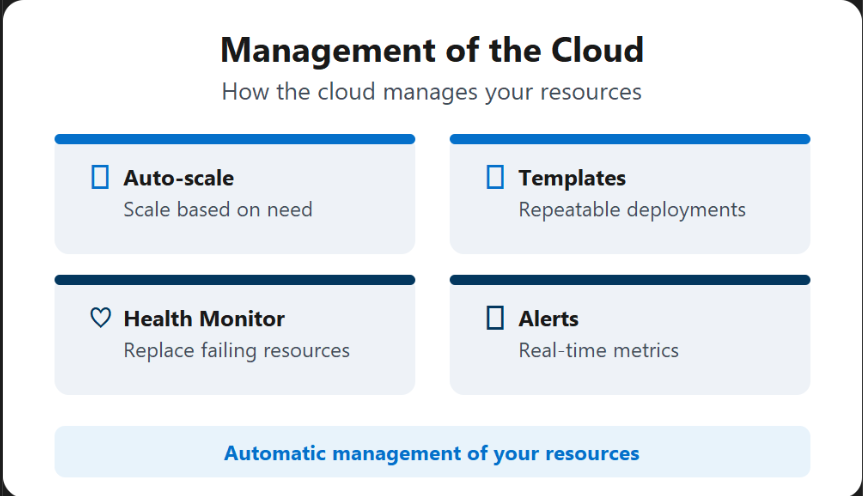 Management of the Cloud
How the cloud manages your resources
Auto-scale
Scale based on need
Templates
Repeatable deployments
Health Monitor
Replace failing resources
Alerts
Real-time metrics
Automatic management of your resources